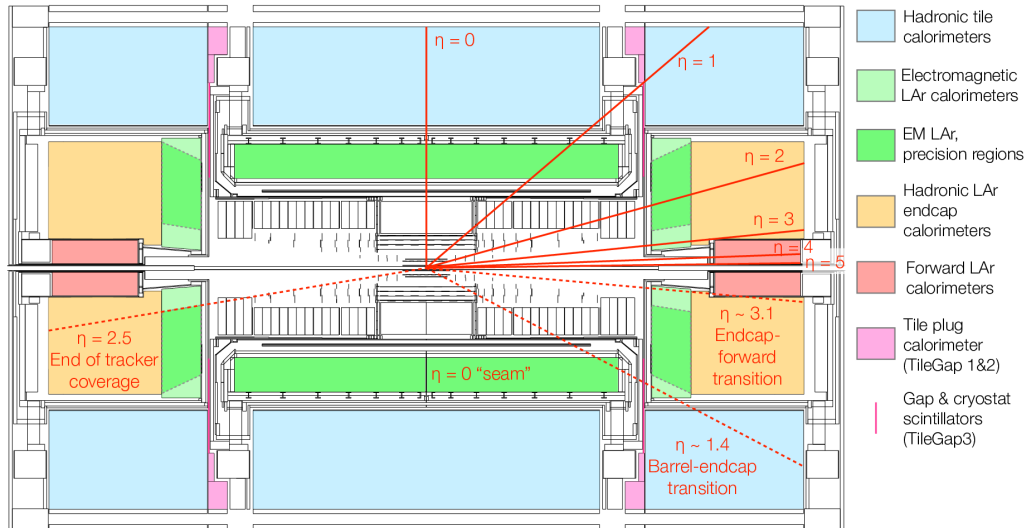 η = 0
η = 1
η = 2
η = 3
η = 4
η = 5
η = 2.5
End of tracker
coverage
η = 0 “seam”
η ~ 3.1
Endcap-
forward
transition
η ~ 1.4
Barrel-endcap
transition
Hadronic tile
calorimeters
Electromagnetic
LAr calorimeters
EM LAr,
precision regions
Hadronic LAr
endcap
calorimeters
Forward LAr
calorimeters
Tile plug
calorimeter
(TileGap 1&2)
Gap & cryostat
scintillators
(TileGap3)